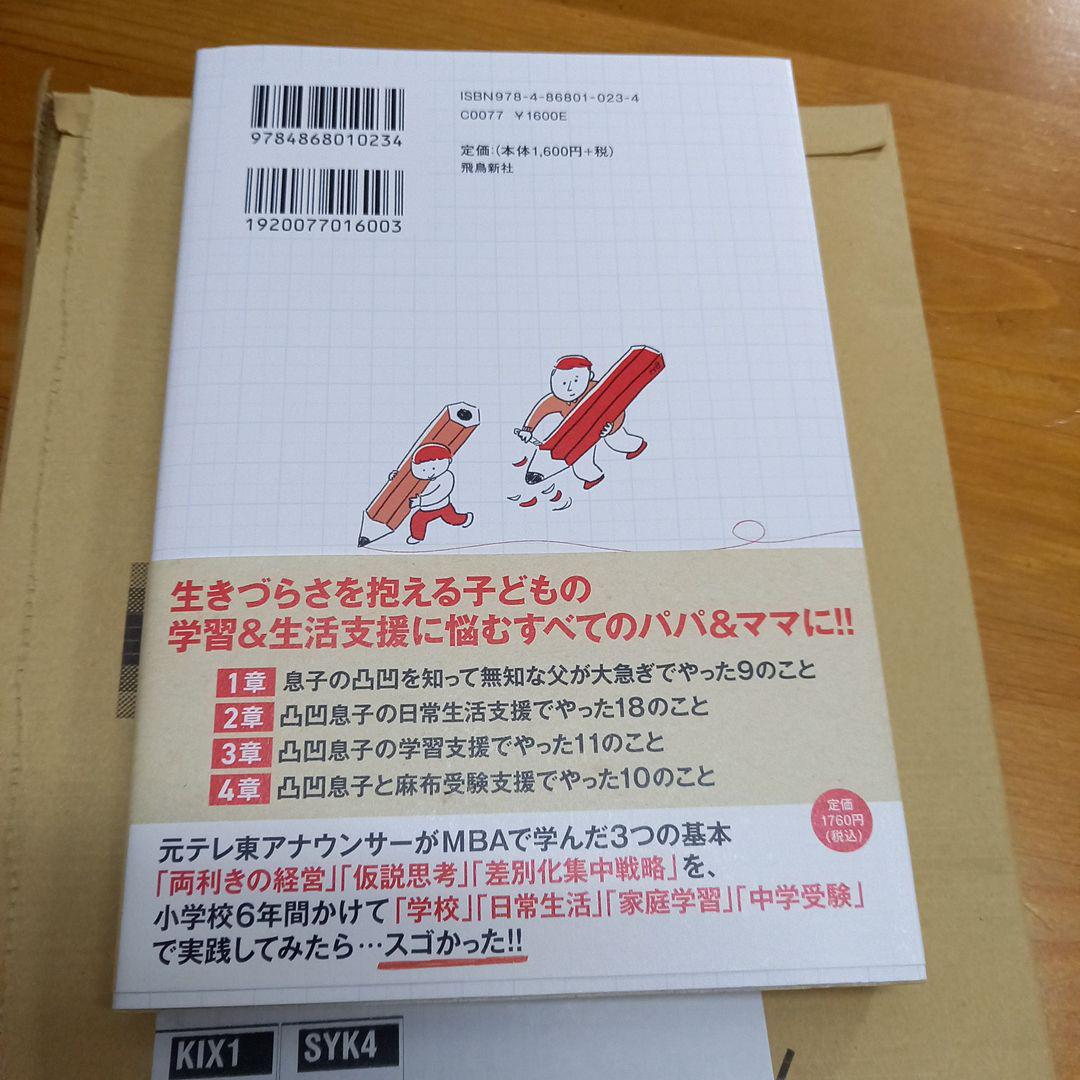 ISBN978-4-86801-023-4
C0077 ¥1600E
9784868010234
定価:(本体1,600円+税)
飛鳥新社
1920077016003
生きづらさを抱える子どもの
学習&生活支援に悩むすべてのパパ&ママに!!
1章 息子の凸凹を知って無知な父が大急ぎでやった9のこと
2章 凸凹息子の日常生活支援でやった18のこと
3章 凸凹息子の学習支援でやった11のこと
4章 凸凹息子と麻布受験支援でやった10のこと
定価
1760円
(税込)
元テレ東アナウンサーがMBAで学んだ3つの基本
「両利きの経営」「仮説思考」「差別化集中戦略」を、
小学校6年間かけて「学校」「日常生活」「家庭学習」「中学受験」
で実践してみたら…スゴかった!!
KIX1 SYK4